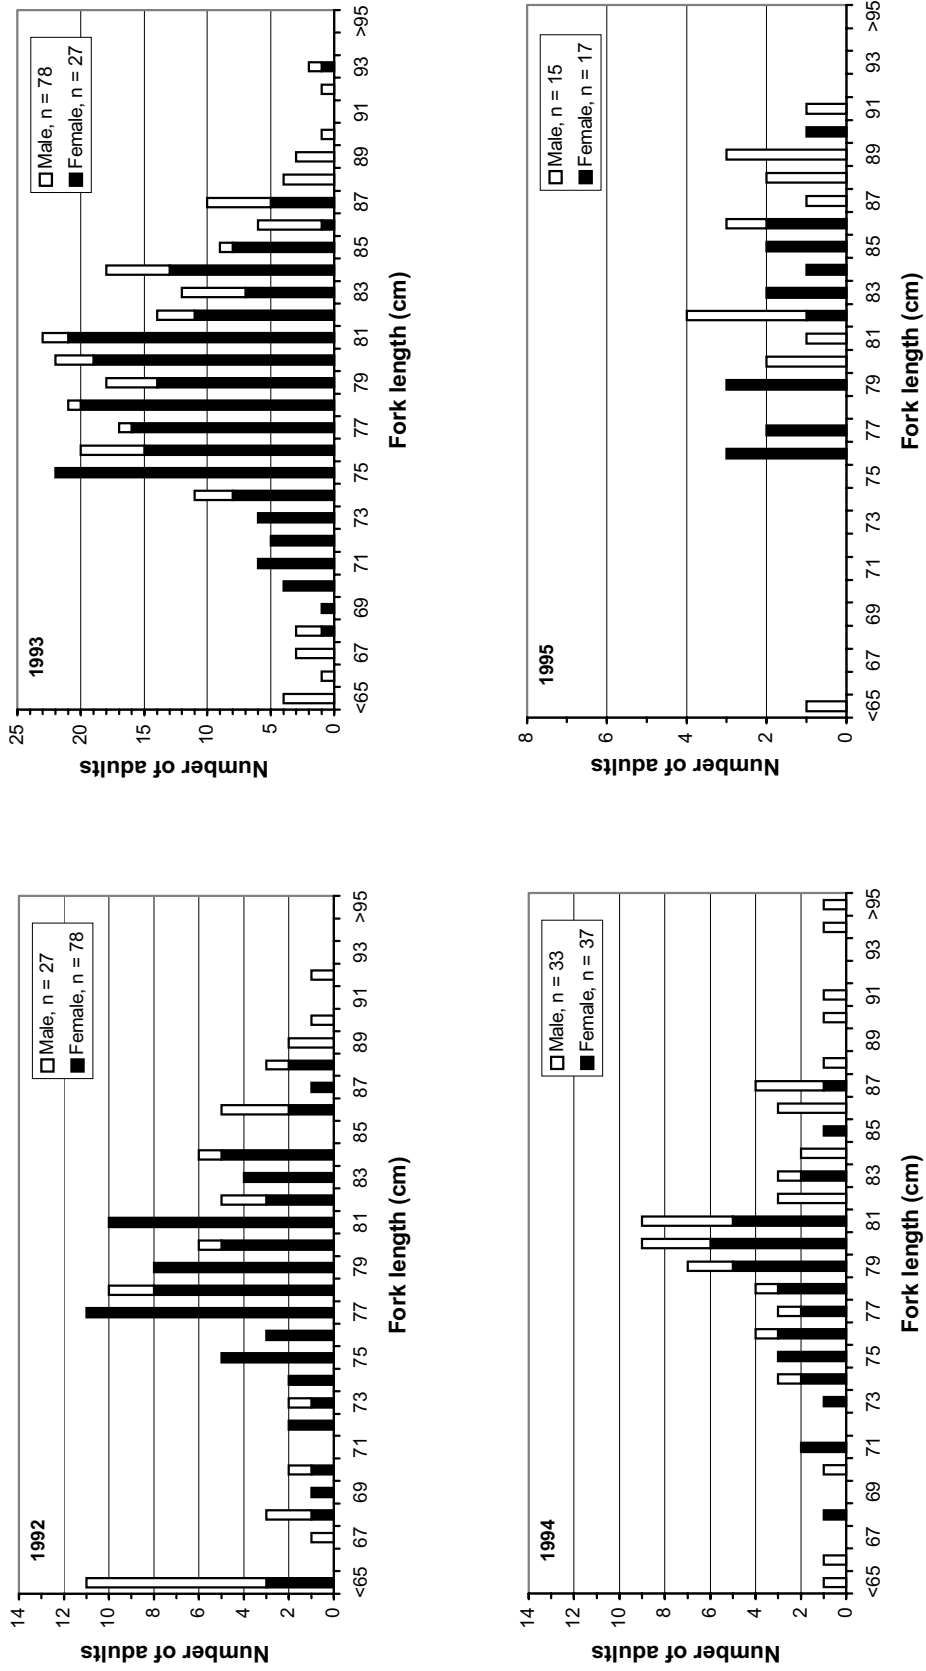 1992
Male, n = 27
Female, n = 78
Number of adults
14
12
10
8
6
4
2
0
<65 67 69 71 73 75 77 79 81 83 85 87 89 91 93 >95
Fork length (cm)
1993
Male, n = 78
Female, n = 27
Number of adults
25
20
15
10
5
0
<65 67 69 71 73 75 77 79 81 83 85 87 89 91 93 >95
Fork length (cm)
1994
Male, n = 33
Female, n = 37
Number of adults
14
12
10
8
6
4
2
0
<65 67 69 71 73 75 77 79 81 83 85 87 89 91 93 >95
Fork length (cm)
1995
Male, n = 15
Female, n = 17
Number of adults
8
6
4
2
0
<65 67 69 71 73 75 77 79 81 83 85 87 89 91 93 >95
Fork length (cm)